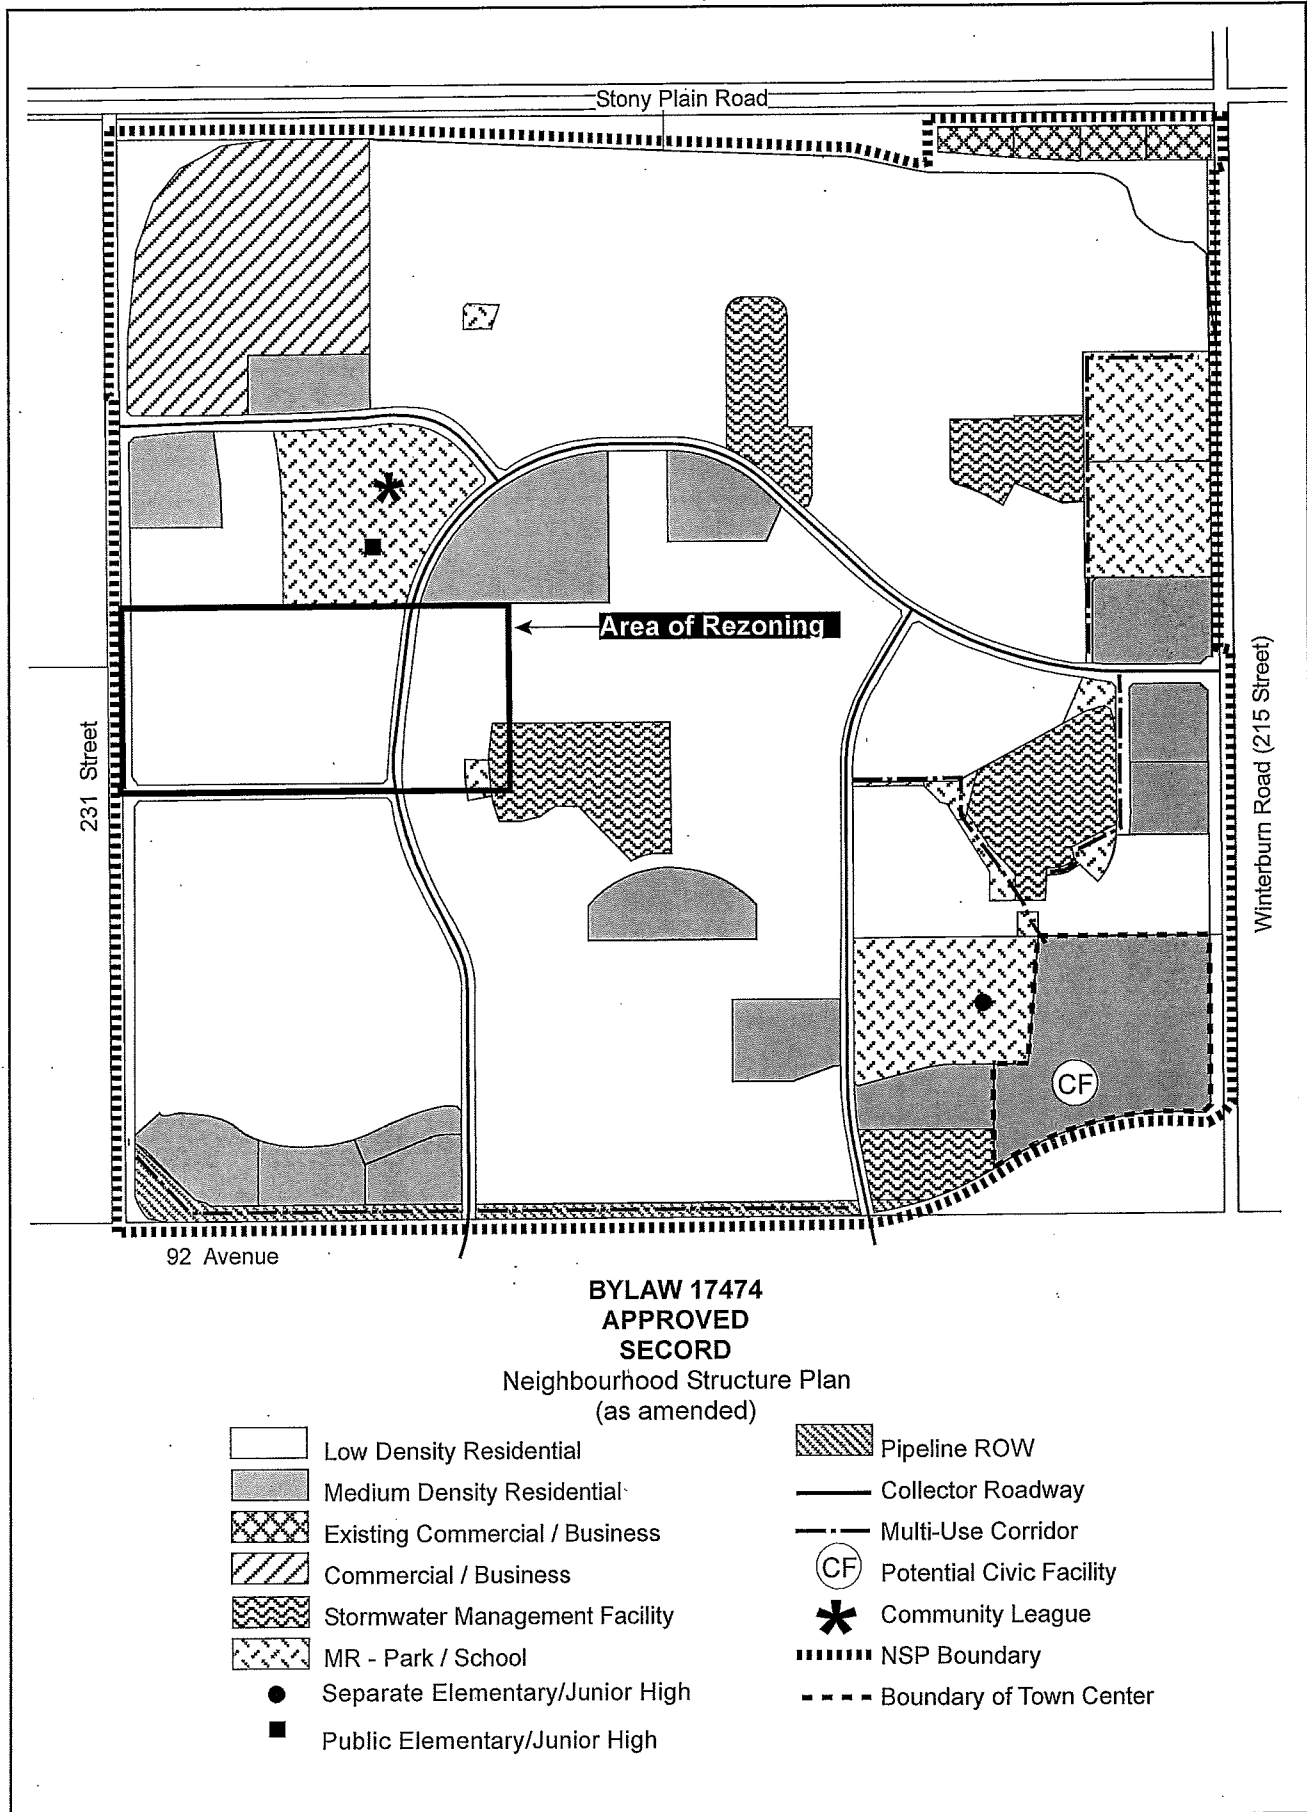 Stony Plain Road
Area of Rezoning
231 Street
Winterburn Road (215 Street)
CF
92 Avenue
BYLAW 17474
APPROVED
SECORD
Neighbourhood Structure Plan
(as amended)
Low Density Residential
Medium Density Residential
Existing Commercial / Business
Commercial / Business
Stormwater Management Facility
MR - Park / School
Separate Elementary/Junior High
Public Elementary/Junior High
Pipeline ROW
Collector Roadway
Multi-Use Corridor
CF Potential Civic Facility
Community League
NSP Boundary
Boundary of Town Center